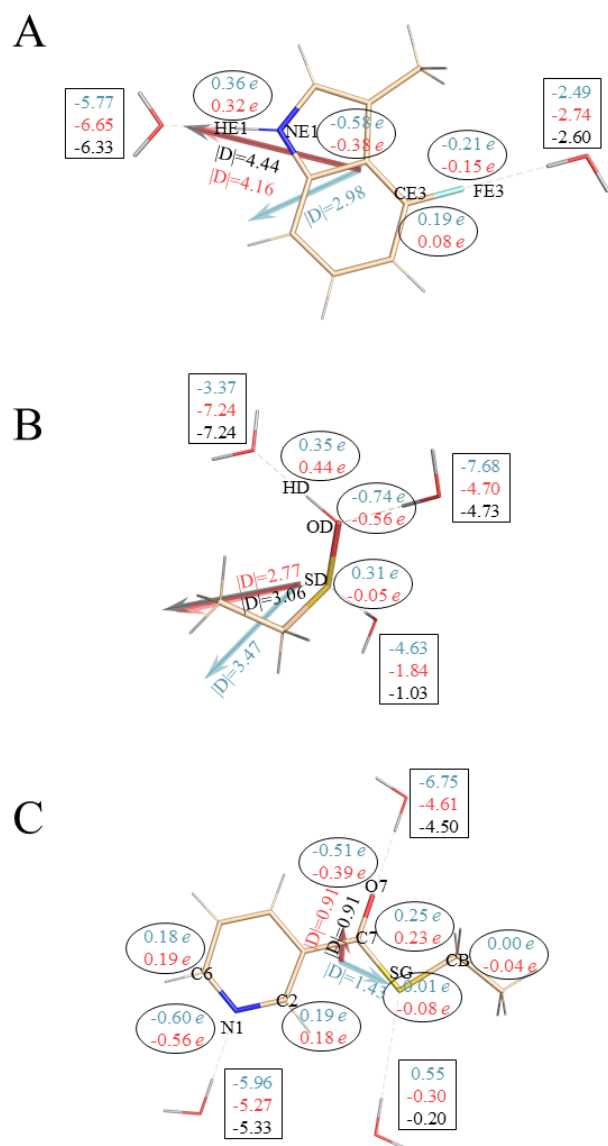 A
-5.77
-6.65
-6.33
0.36 e
0.32 e
HE1
NE1
-0.58 e
-0.38 e
|D|=4.44
|D|=4.16
|D|=2.98
-0.21 e
-0.15 e
CE3
FE3
0.19 e
0.08 e
-2.49
-2.74
-2.60
B
-3.37
-7.24
-7.24
0.35 e
0.44 e
HD
-0.74 e
-0.56 e
OD
-7.68
-4.70
-4.73
|D|=2.77
SD
|D|=3.06
|D|=3.47
0.31 e
-0.05 e
-4.63
-1.84
-1.03
C
-6.75
-4.61
-4.50
-0.51 e
-0.39 e
O7
|D|=0.91
|D|=0.91
C7
0.25 e
0.23 e
0.18 e
0.19 e
C6
SG
CB
0.00 e
-0.04 e
|D|=1.43
-0.01 e
-0.08 e
-0.60 e
-0.56 e
N1
C2
0.19 e
0.18 e
-5.96
-5.27
-5.33
0.55
-0.30
-0.20